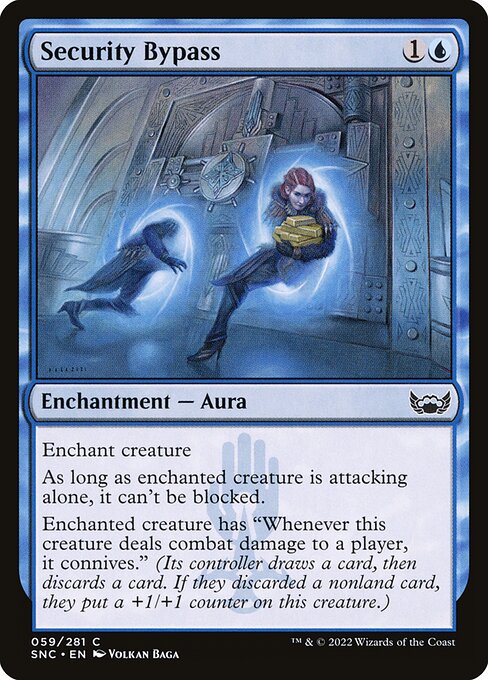 Security Bypass 1
Enchantment — Aura
Enchant creature
As long as enchanted creature is attacking
alone, it can't be blocked.
Enchanted creature has “Whenever this
creature deals combat damage to a player,
it connives.” (Its controller draws a card, then
discards a card. If they discarded a nonland card,
they put a +1/+1 counter on this creature.)
059/281 C
SNC • EN Volkan Baga
™ & © 2022 Wizards of the Coast